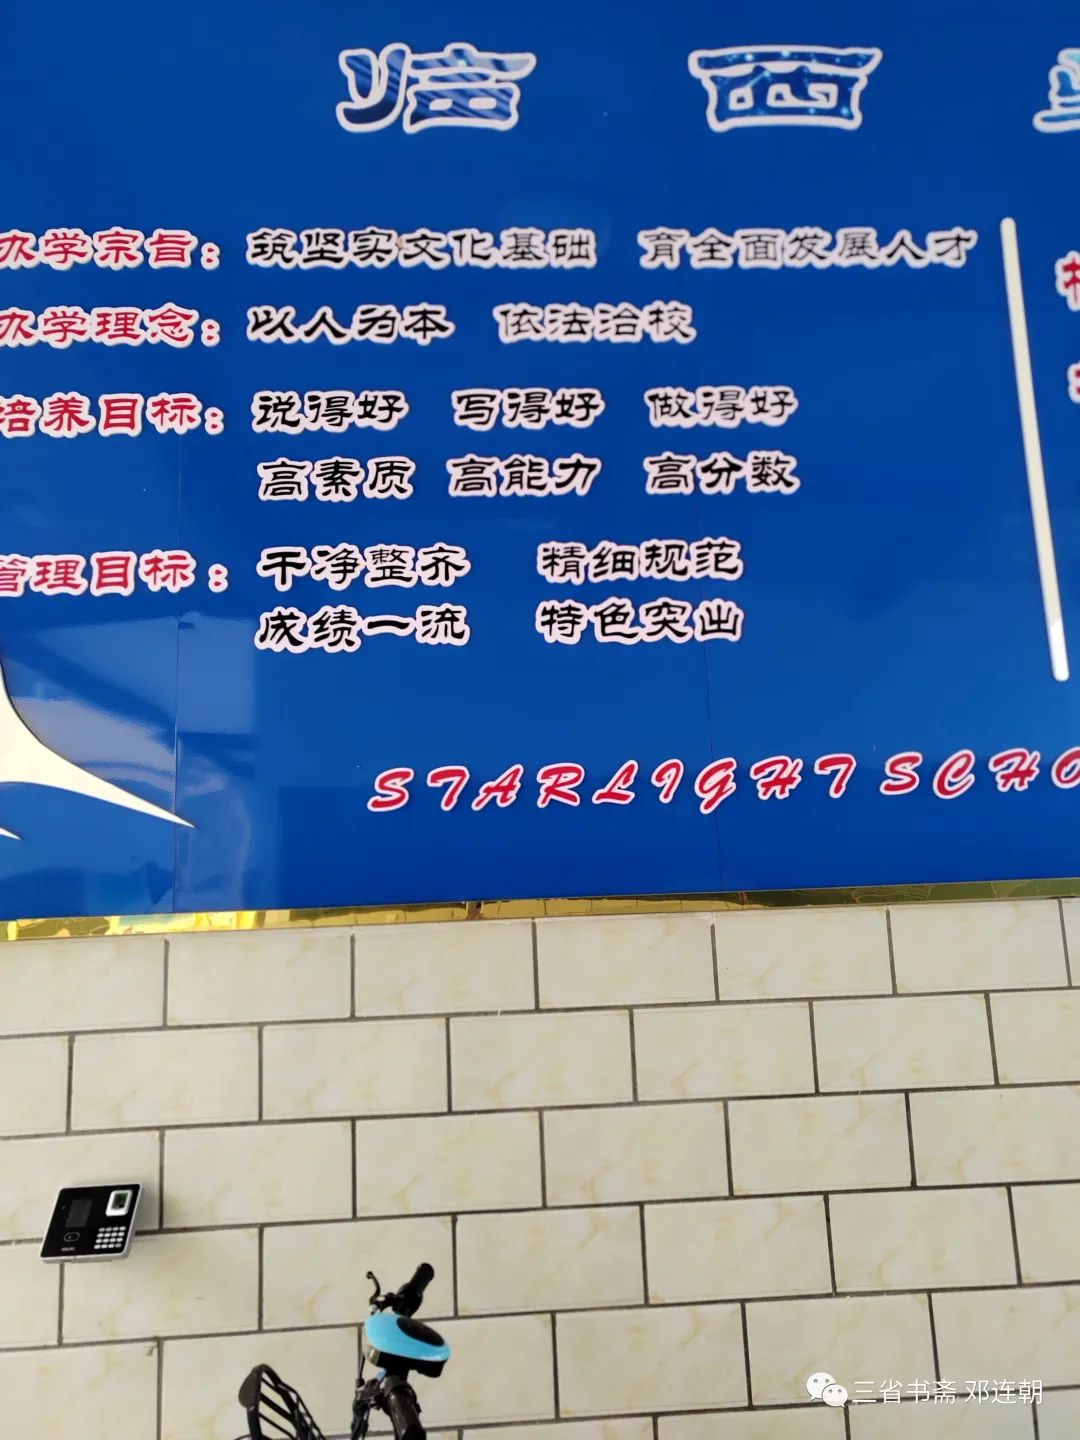 临西
办学宗旨：筑坚实文化基础 育全面发展人才
办学理念：以人为本 依法治校
培养目标：说得好 写得好 做得好
高素质 高能力 高分数
管理目标：干净整齐 精细规范
成绩一流 特色突出
STARLIGHT SCHO
三省书斋 邓连朝